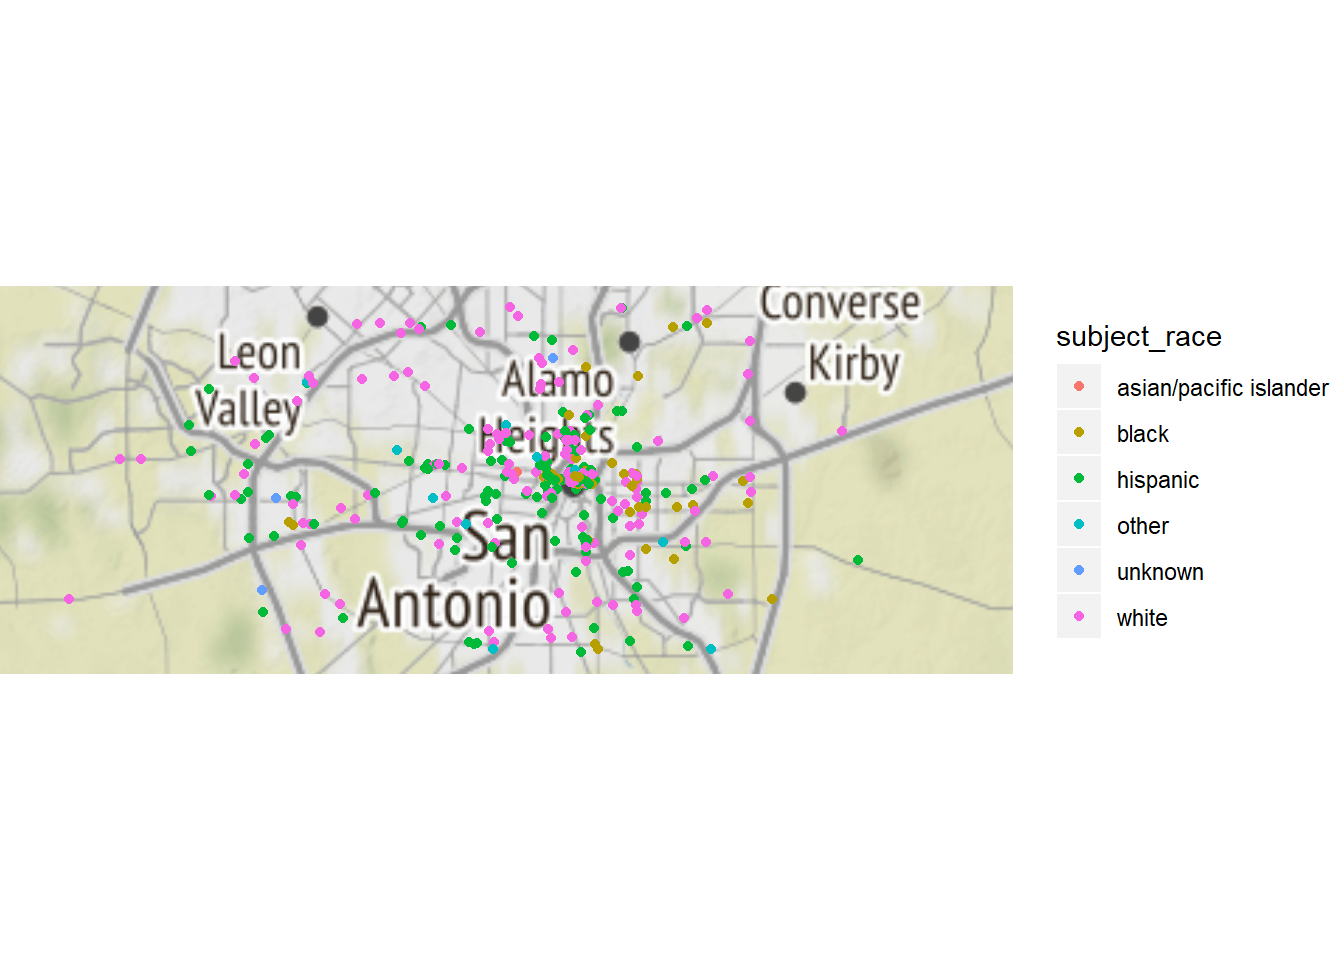 Converse
Kirby
Leon
Valley
Alamo
Heights
San
Antonio
subject_race
asian/pacific islander
black
hispanic
other
unknown
white